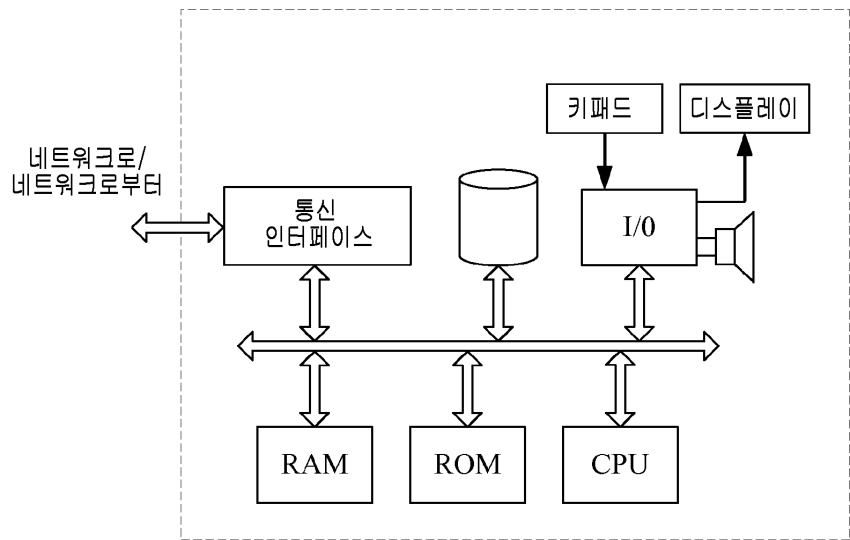 키패드
디스플레이
네트워크로/
네트워크로부터
통신
인터페이스
I/0
RAM
ROM
CPU